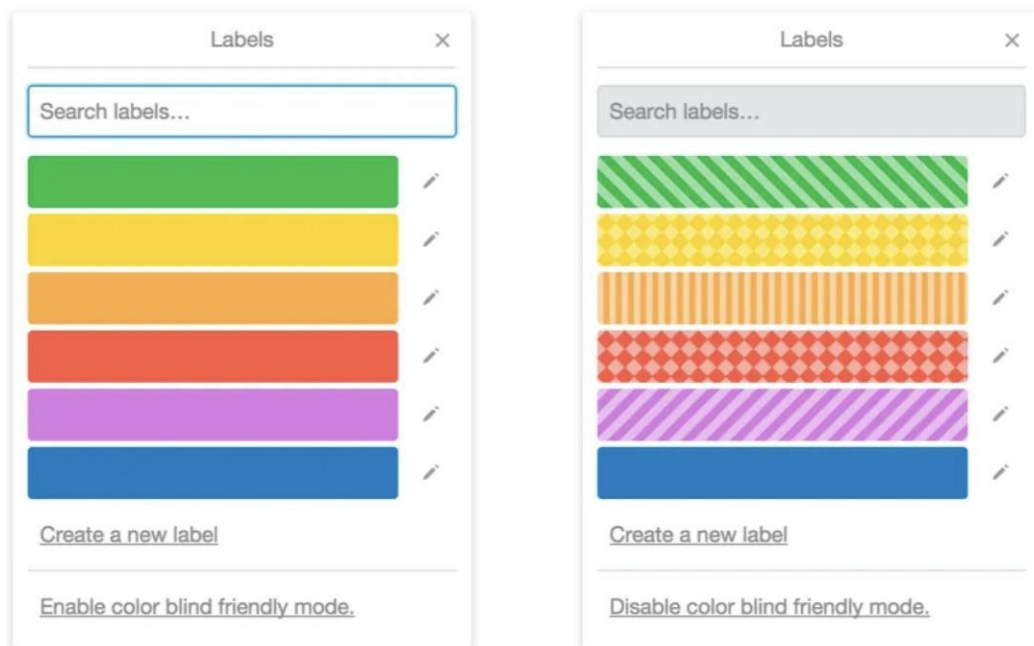 Labels
Search labels...
Create a new label
Enable color blind friendly mode.
Labels
Search labels...
Create a new label
Disable color blind friendly mode.